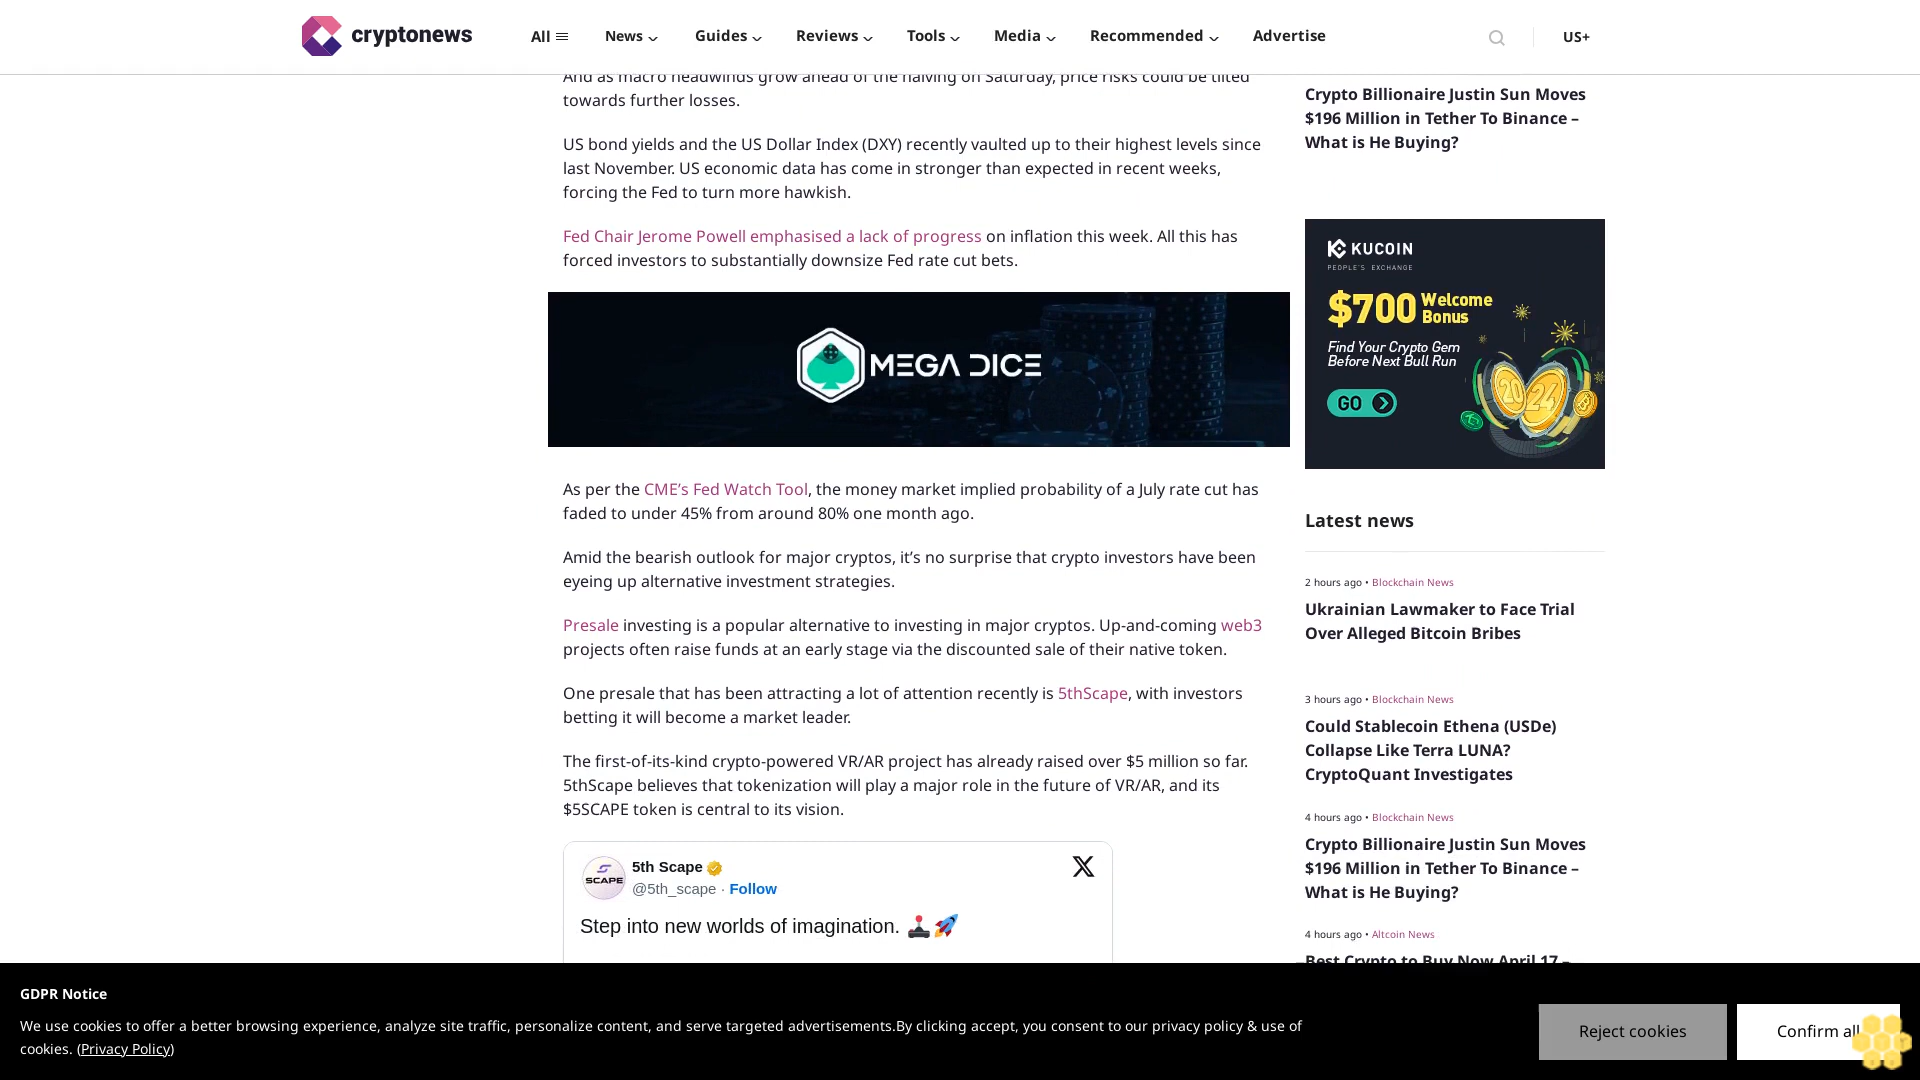 cryptonews
All
News
Guides
Reviews
Tools
Media
Recommended
Advertise
US+
And as macro headwinds grow ahead of the halving on Saturday, price risks could be tilted
towards further losses.
US bond yields and the US Dollar Index (DXY) recently vaulted up to their highest levels since
last November. US economic data has come in stronger than expected in recent weeks,
forcing the Fed to turn more hawkish.
Fed Chair Jerome Powell emphasised a lack of progress on inflation this week. All this has
forced investors to substantially downsize Fed rate cut bets.
MEGA DICE
As per the CME’s Fed Watch Tool, the money market implied probability of a July rate cut has
faded to under 45% from around 80% one month ago.
Amid the bearish outlook for major cryptos, it’s no surprise that crypto investors have been
eyeing up alternative investment strategies.
Presale investing is a popular alternative to investing in major cryptos. Up-and-coming web3
projects often raise funds at an early stage via the discounted sale of their native token.
One presale that has been attracting a lot of attention recently is 5thScape, with investors
betting it will become a market leader.
The first-of-its-kind crypto-powered VR/AR project has already raised over $5 million so far.
5thScape believes that tokenization will play a major role in the future of VR/AR, and its
$5SCAPE token is central to its vision.
SCAPE
5th Scape
@5th_scape · Follow
Step into new worlds of imagination. 🕹️🚀
Crypto Billionaire Justin Sun Moves
$196 Million in Tether To Binance –
What is He Buying?
KUCOIN
PEOPLE'S EXCHANGE
$700 Welcome
Bonus
Find Your Crypto Gem
Before Next Bull Run
GO
2024
Latest news
2 hours ago • Blockchain News
Ukrainian Lawmaker to Face Trial
Over Alleged Bitcoin Bribes
3 hours ago • Blockchain News
Could Stablecoin Ethena (USDe)
Collapse Like Terra LUNA?
CryptoQuant Investigates
4 hours ago • Blockchain News
Crypto Billionaire Justin Sun Moves
$196 Million in Tether To Binance –
What is He Buying?
4 hours ago • Altcoin News
Best Crypto to Buy Now April 17 –
GDPR Notice
We use cookies to offer a better browsing experience, analyze site traffic, personalize content, and serve targeted advertisements.By clicking accept, you consent to our privacy policy & use of
cookies. (Privacy Policy)
Reject cookies
Confirm all